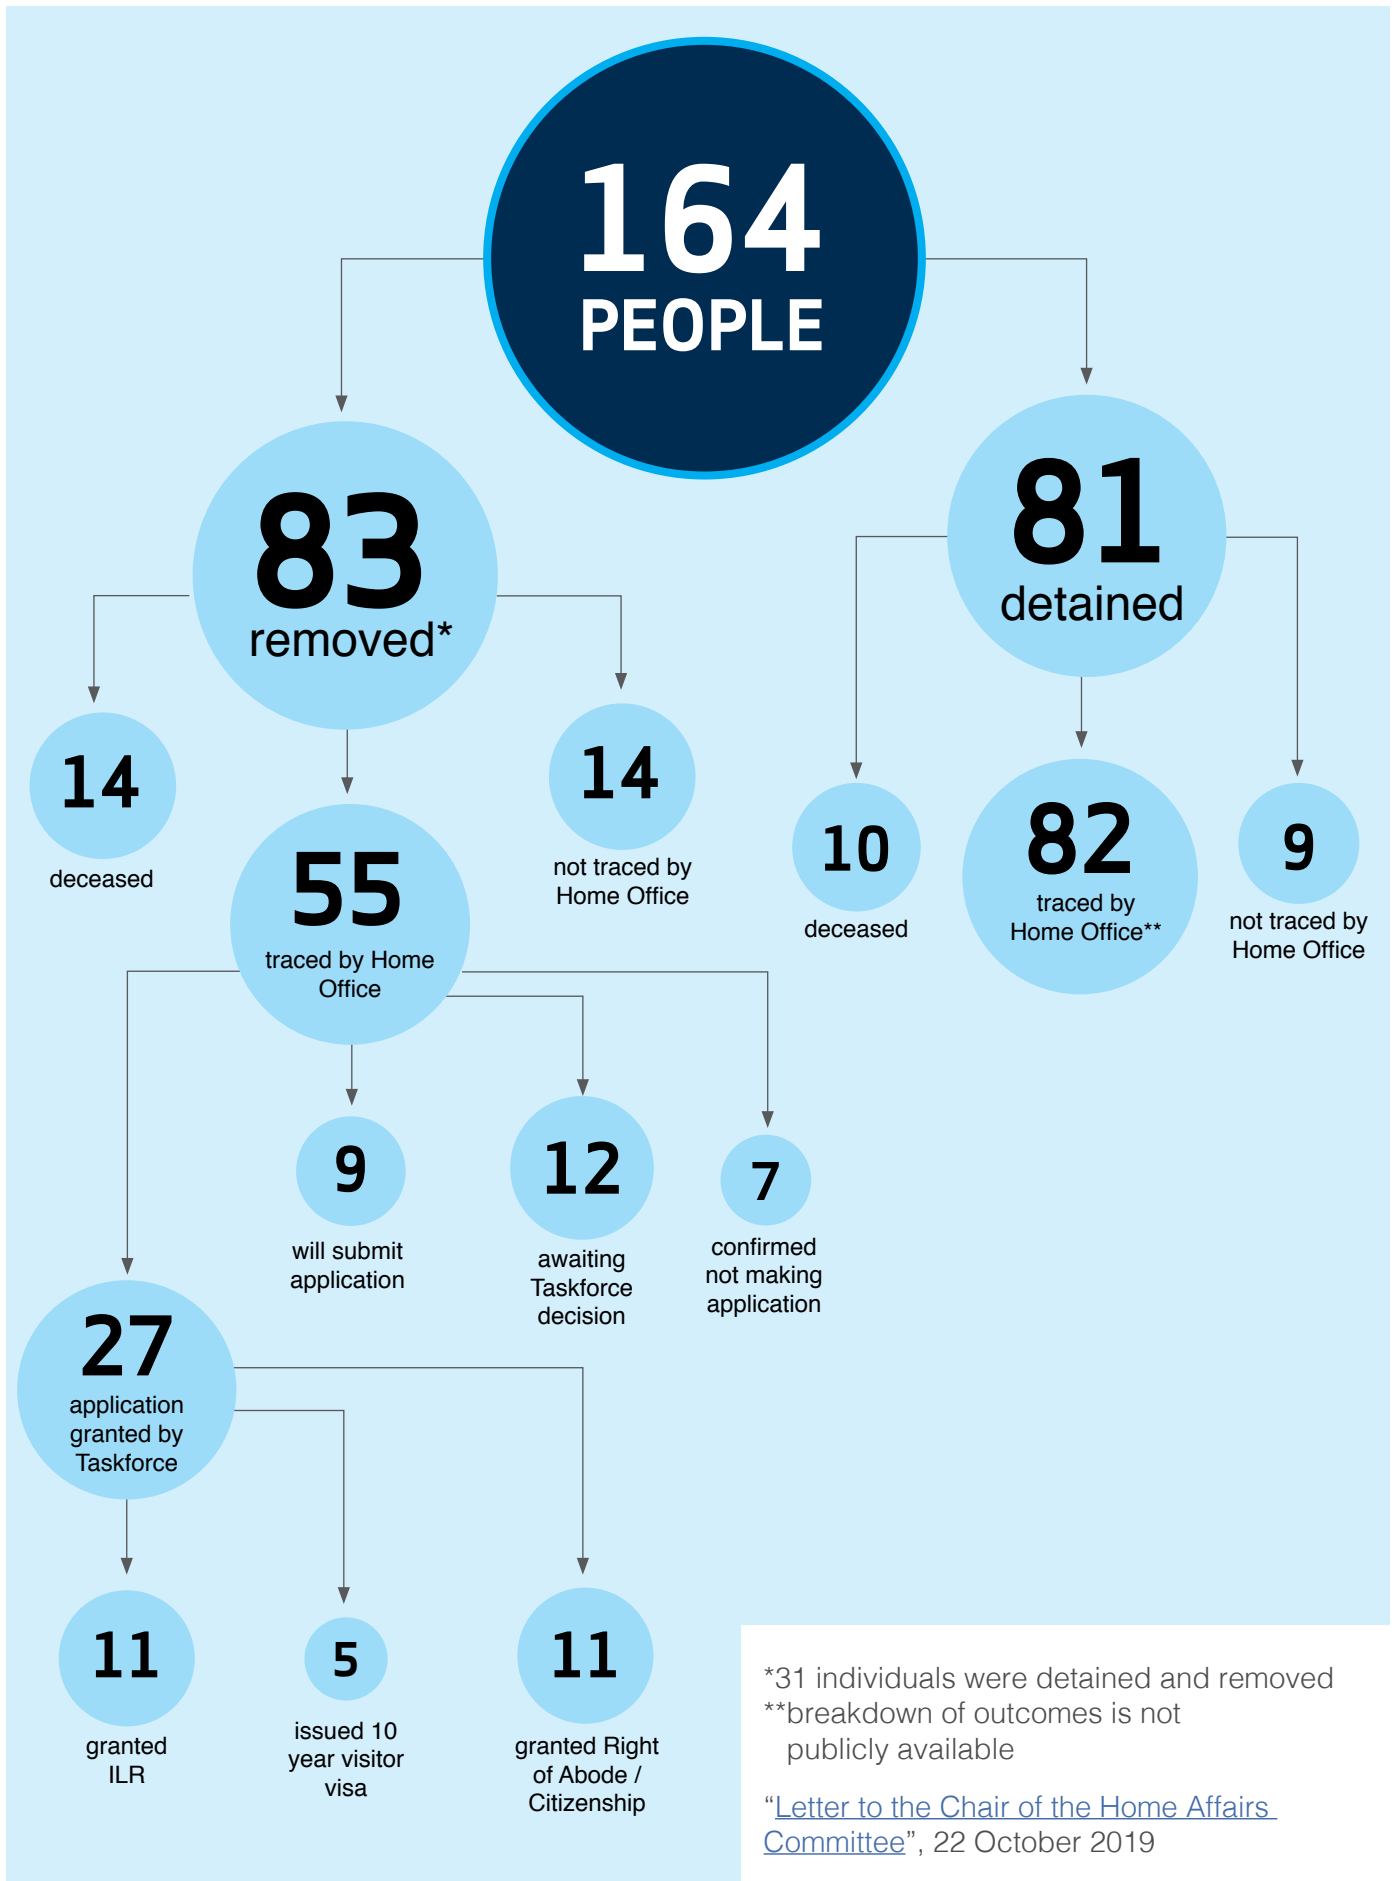 164
PEOPLE
83
removed*
81
detained
14
deceased
55
traced by Home
Office
14
not traced by
Home Office
10
deceased
82
traced by
Home Office**
9
not traced by
Home Office
27
application
granted by
Taskforce
9
will submit
application
12
awaiting
Taskforce
decision
7
confirmed
not making
application
11
granted
ILR
5
issued 10
year visitor
visa
11
granted Right
of Abode /
Citizenship
*31 individuals were detained and removed
**breakdown of outcomes is not
publicly available
“Letter to the Chair of the Home Affairs
Committee”, 22 October 2019